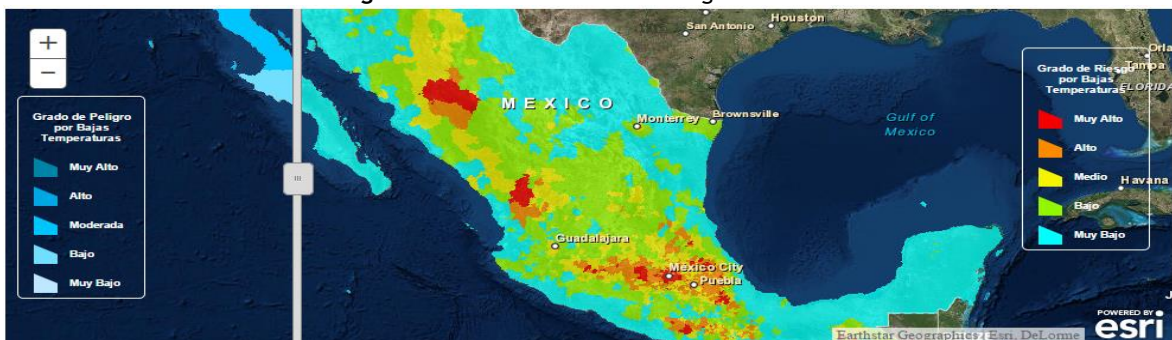 +
−
Grado de Peligro
por Bajas
Temperaturas
Muy Alto
Alto
Moderada
Bajo
Muy Bajo
San Antonio
Houston
MEXICO
Monterrey
Brownsville
Gulf of
Mexico
Guadalajara
Mexico City
Puebla
Tampa
FLORIDA
Havana
Grado de Riesgo
por Bajas
Temperaturas
Muy Alto
Alto
Medio
Bajo
Muy Bajo
Earthstar Geographics | Esri, DeLorme
POWERED BY
esri